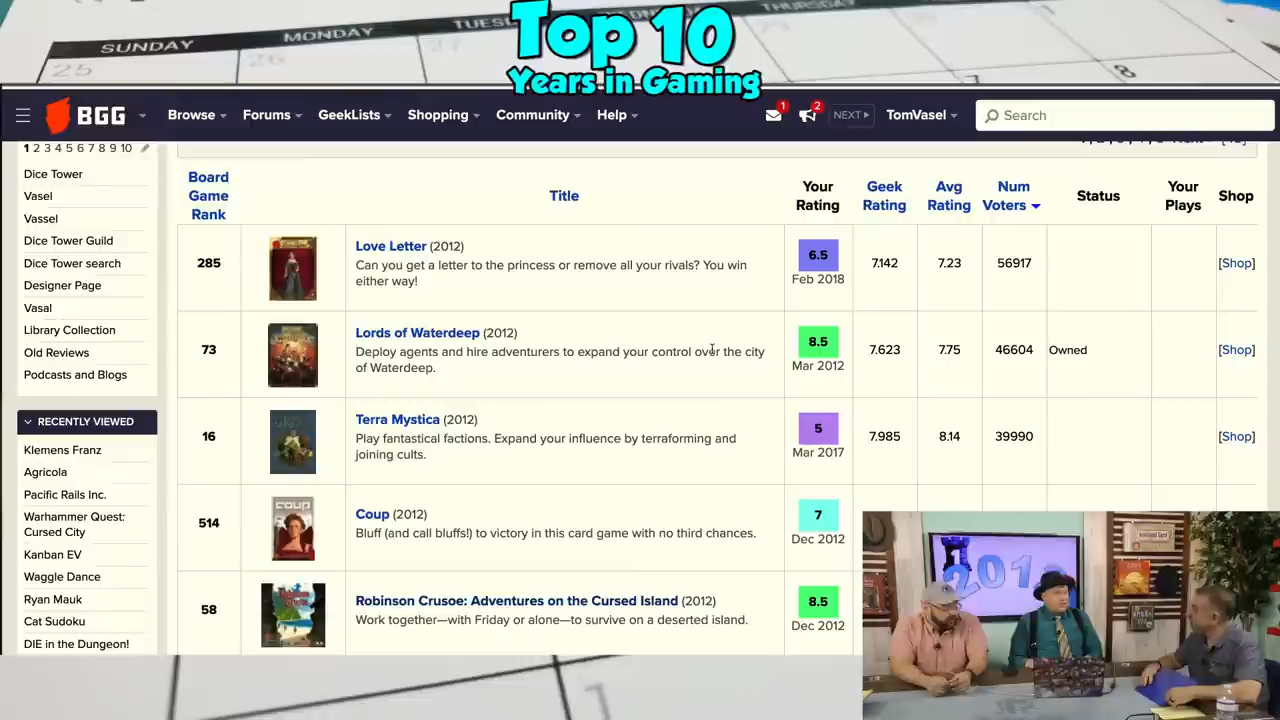 Top 10
Years in Gaming
SUNDAY
MONDAY
25
26
27
1
7
8
BGG
Browse
Forums
GeekLists
Shopping
Community
Help
1
2
NEXT
TomVasel
Search
1 2 3 4 5 6 7 8 9 10
Dice Tower
Vasel
Vassel
Dice Tower Guild
Dice Tower search
Designer Page
Vasal
Library Collection
Old Reviews
Podcasts and Blogs
RECENTLY VIEWED
Klemens Franz
Agricola
Pacific Rails Inc.
Warhammer Quest:
Cursed City
Kanban EV
Waggle Dance
Ryan Mauk
Cat Sudoku
DIE in the Dungeon!
Board Game Rank
Title
Your Rating
Geek Rating
Avg Rating
Num Voters
Status
Your Plays
Shop
285
Love Letter (2012)
Can you get a letter to the princess or remove all your rivals? You win
either way!
6.5
Feb 2018
7.142
7.23
56917
[Shop]
73
Lords of Waterdeep (2012)
Deploy agents and hire adventurers to expand your control over the city
of Waterdeep.
8.5
Mar 2012
7.623
7.75
46604
Owned
[Shop]
16
Terra Mystica (2012)
Play fantastical factions. Expand your influence by terraforming and
joining cults.
5
Mar 2017
7.985
8.14
39990
[Shop]
514
COUP
Coup (2012)
Bluff (and call bluffs!) to victory in this card game with no third chances.
7
Dec 2012
58
Robinson Crusoe: Adventures on the Cursed Island (2012)
Work together—with Friday or alone—to survive on a deserted island.
8.5
Dec 2012
201
1